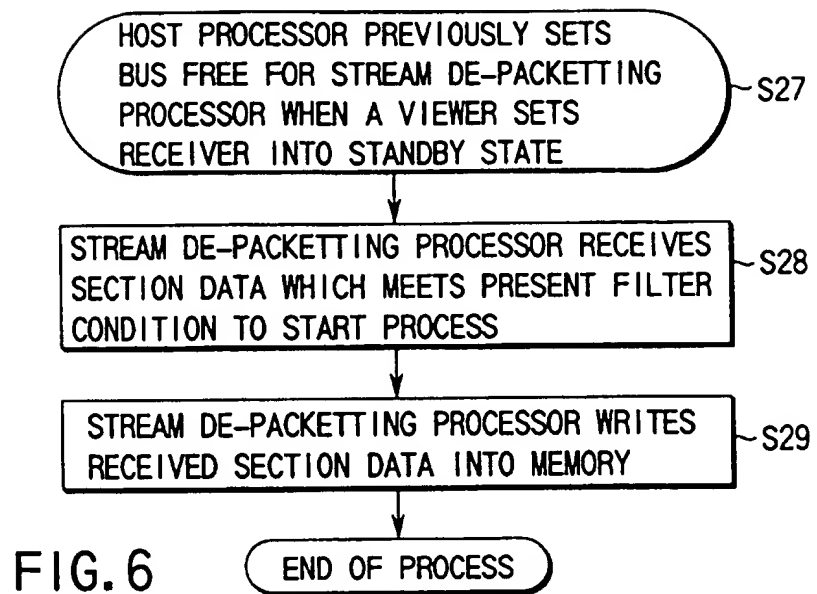 HOST PROCESSOR PREVIOUSLY SETS
BUS FREE FOR STREAM DE-PACKETTING
PROCESSOR WHEN A VIEWER SETS
RECEIVER INTO STANDBY STATE
S27
STREAM DE-PACKETTING PROCESSOR RECEIVES
SECTION DATA WHICH MEETS PRESENT FILTER
CONDITION TO START PROCESS
S28
STREAM DE-PACKETTING PROCESSOR WRITES
RECEIVED SECTION DATA INTO MEMORY
S29
END OF PROCESS
FIG.6